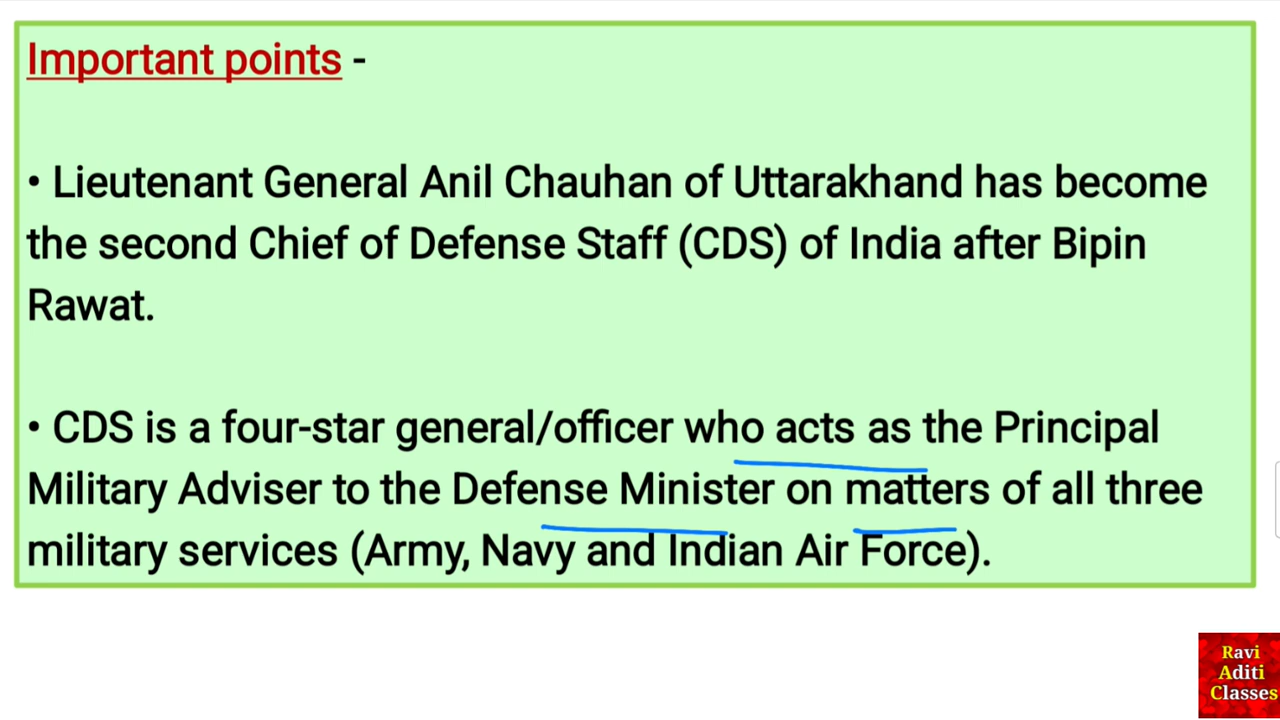 Important points -
• Lieutenant General Anil Chauhan of Uttarakhand has become
the second Chief of Defense Staff (CDS) of India after Bipin
Rawat.
• CDS is a four-star general/officer who acts as the Principal
Military Adviser to the Defense Minister on matters of all three
military services (Army, Navy and Indian Air Force).
Ravi
Aditi
Classes